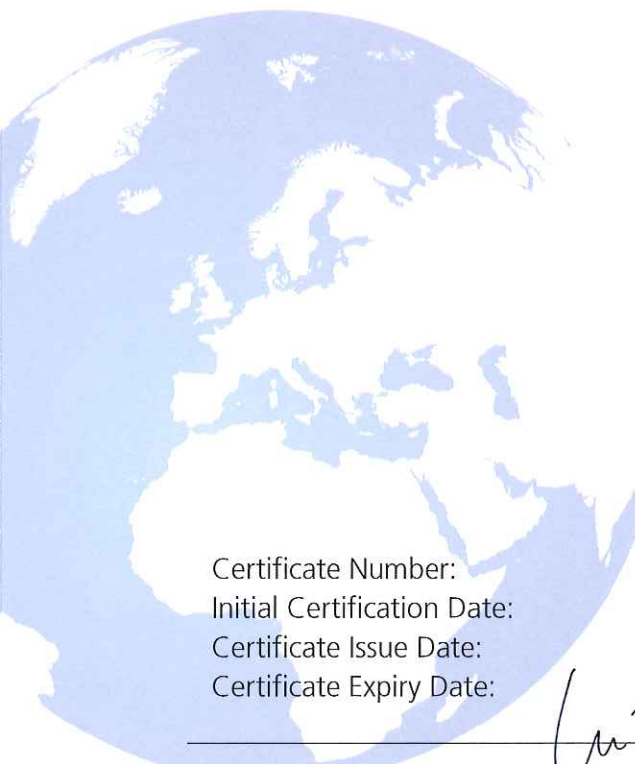 Certificate Number:
Initial Certification Date:
Certificate Issue Date:
Certificate Expiry Date: